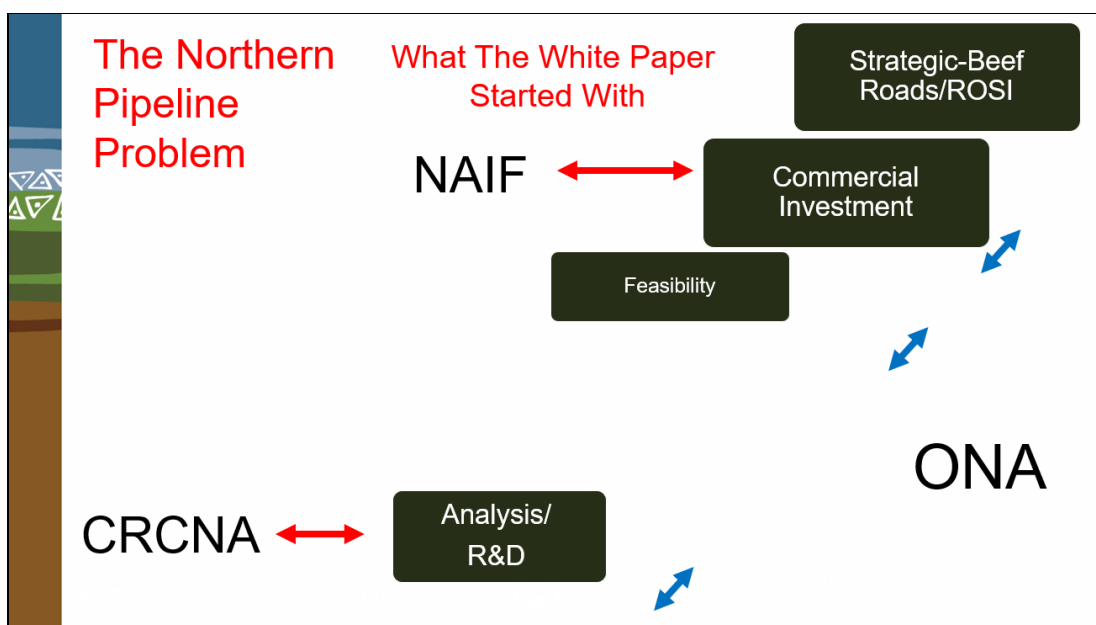 The Northern
Pipeline
Problem
What The White Paper
Started With
Strategic-Beef
Roads/ROSI
NAIF
Commercial
Investment
Feasibility
ONA
CRCNA
Analysis/
R&D